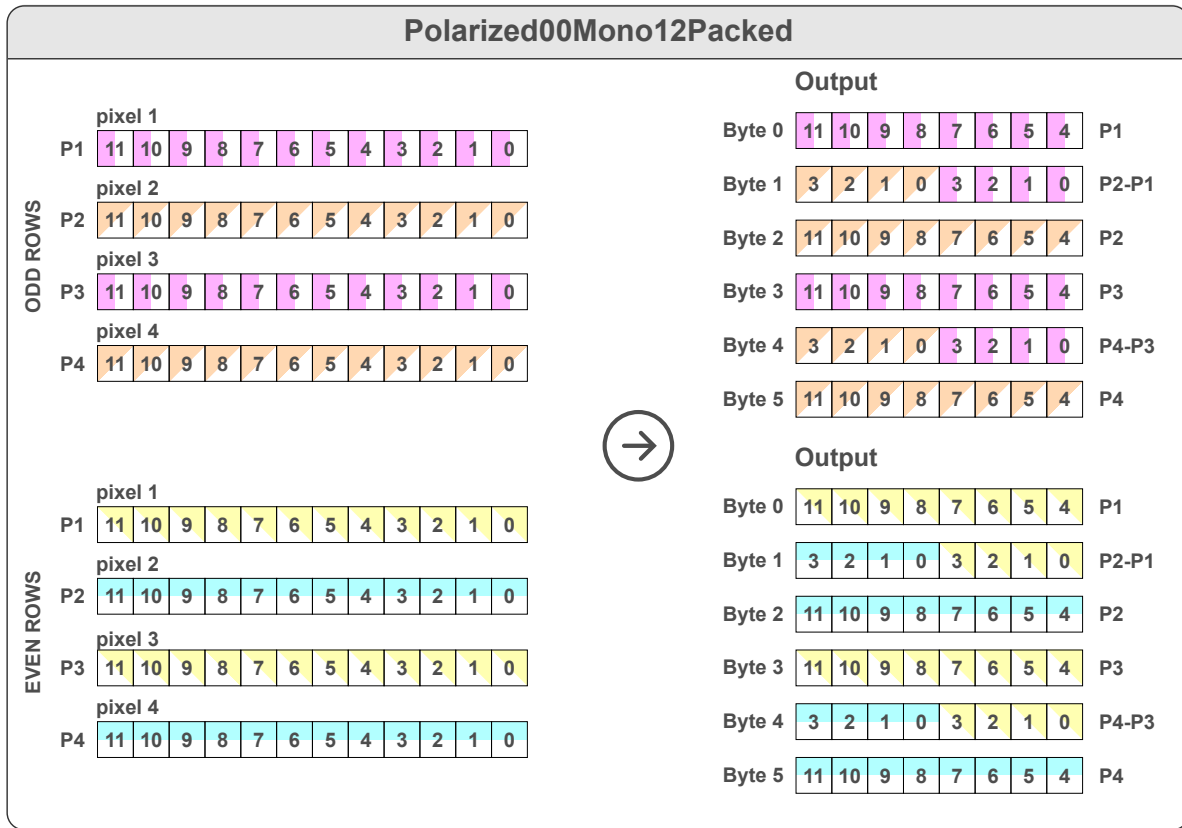 Polarized00Mono12Packed
ODD ROWS
pixel 1
P1 11 10 9 8 7 6 5 4 3 2 1 0
pixel 2
P2 11 10 9 8 7 6 5 4 3 2 1 0
pixel 3
P3 11 10 9 8 7 6 5 4 3 2 1 0
pixel 4
P4 11 10 9 8 7 6 5 4 3 2 1 0
Output
Byte 0 11 10 9 8 7 6 5 4 P1
Byte 1 3 2 1 0 3 2 1 0 P2-P1
Byte 2 11 10 9 8 7 6 5 4 P2
Byte 3 11 10 9 8 7 6 5 4 P3
Byte 4 3 2 1 0 3 2 1 0 P4-P3
Byte 5 11 10 9 8 7 6 5 4 P4
EVEN ROWS
pixel 1
P1 11 10 9 8 7 6 5 4 3 2 1 0
pixel 2
P2 11 10 9 8 7 6 5 4 3 2 1 0
pixel 3
P3 11 10 9 8 7 6 5 4 3 2 1 0
pixel 4
P4 11 10 9 8 7 6 5 4 3 2 1 0
Output
Byte 0 11 10 9 8 7 6 5 4 P1
Byte 1 3 2 1 0 3 2 1 0 P2-P1
Byte 2 11 10 9 8 7 6 5 4 P2
Byte 3 11 10 9 8 7 6 5 4 P3
Byte 4 3 2 1 0 3 2 1 0 P4-P3
Byte 5 11 10 9 8 7 6 5 4 P4